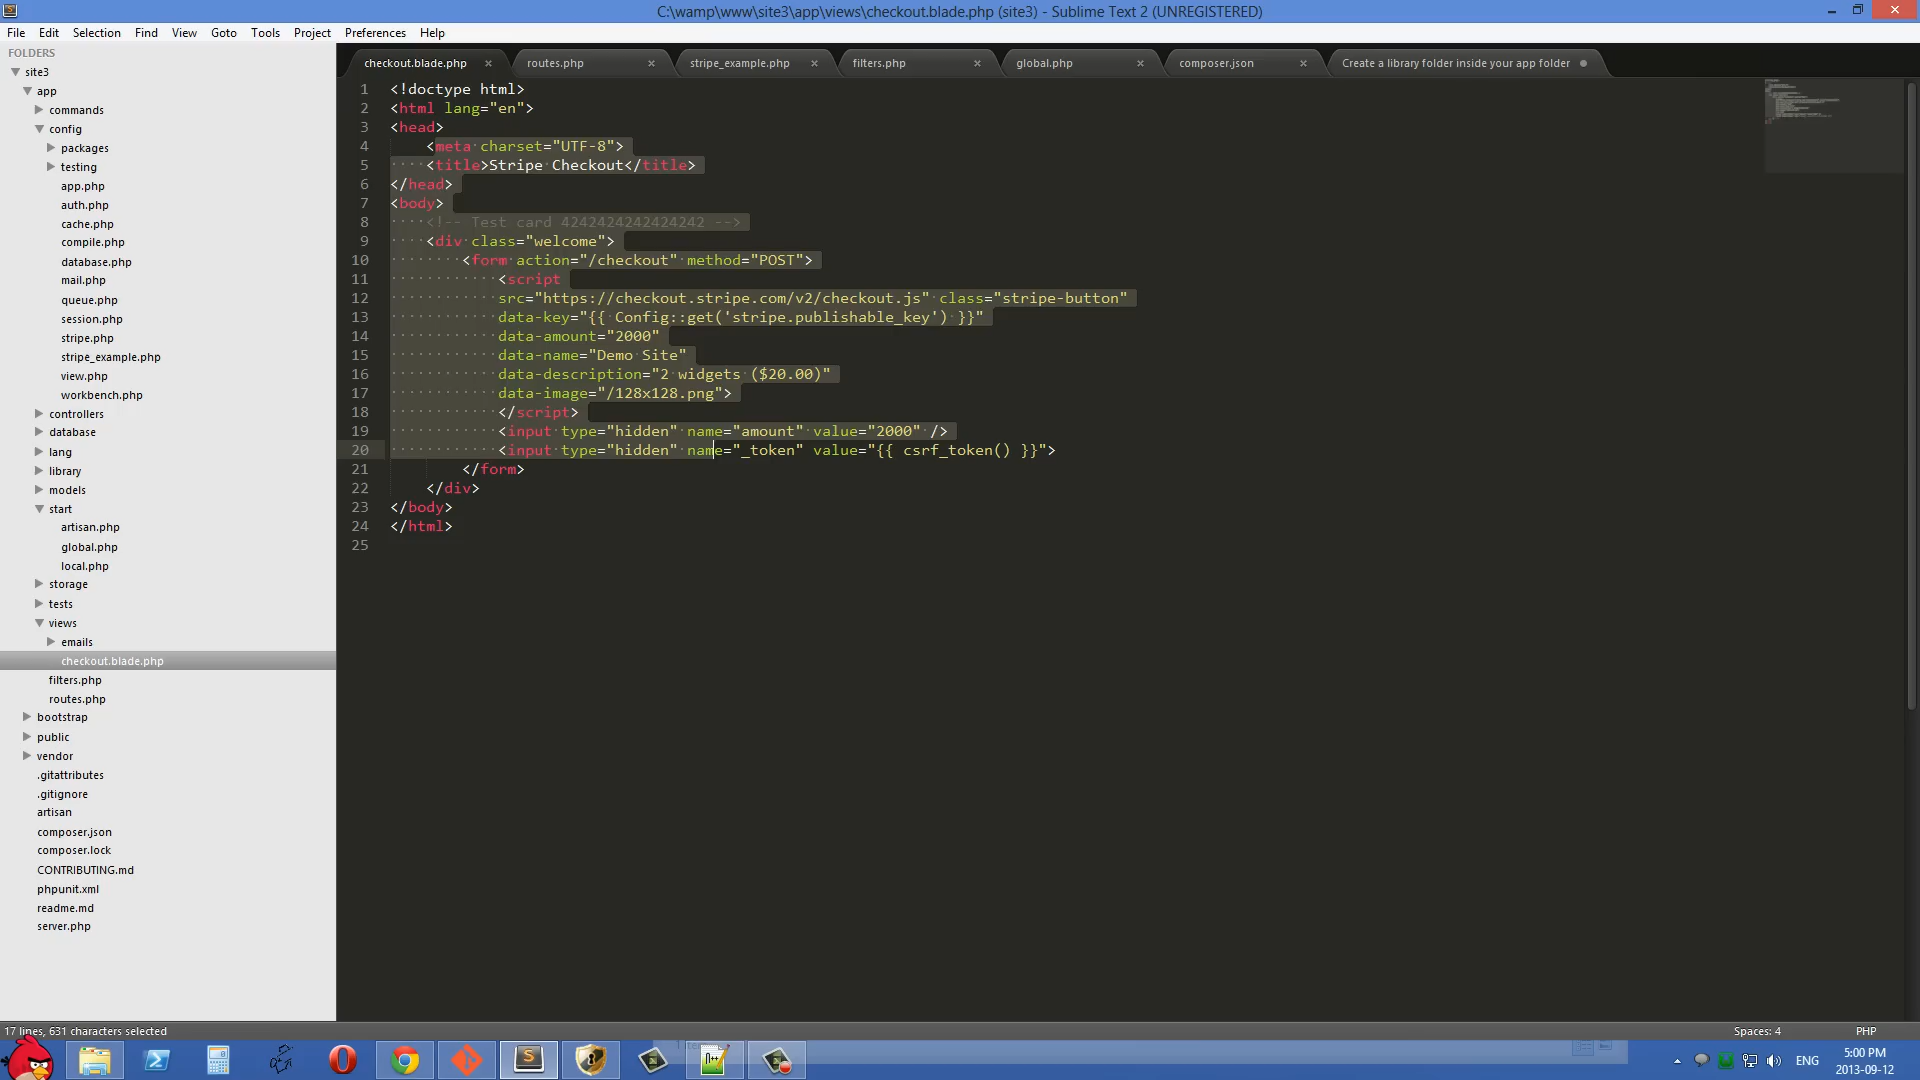 C:\wamp\www\site3\app\views\checkout.blade.php (site3) - Sublime Text 2 (UNREGISTERED)
File Edit Selection Find View Goto Tools Project Preferences Help
FOLDERS
site3
app
commands
config
packages
testing
app.php
auth.php
cache.php
compile.php
database.php
mail.php
queue.php
session.php
stripe.php
stripe_example.php
view.php
workbench.php
controllers
database
lang
library
models
start
artisan.php
global.php
local.php
storage
tests
views
emails
checkout.blade.php
filters.php
routes.php
bootstrap
public
vendor
.gitattributes
.gitignore
artisan
composer.json
composer.lock
CONTRIBUTING.md
phpunit.xml
readme.md
server.php
checkout.blade.php routes.php stripe_example.php filters.php global.php composer.json Create a library folder inside your app folder
1 <!doctype html>
2 <html lang="en">
3 <head>
4 <meta charset="UTF-8">
5 <title>Stripe Checkout</title>
6 </head>
7 <body>
8 <!-- Test card 4242424242424242 -->
9 <div class="welcome">
10 <form action="/checkout" method="POST">
11 <script
12 src="https://checkout.stripe.com/v2/checkout.js" class="stripe-button"
13 data-key="{{ Config::get('stripe.publishable_key') }}"
14 data-amount="2000"
15 data-name="Demo Site"
16 data-description="2 widgets ($20.00)"
17 data-image="/128x128.png">
18 </script>
19 <input type="hidden" name="amount" value="2000" />
20 <input type="hidden" name="_token" value="{{ csrf_token() }}">
21 </form>
22 </div>
23 </body>
24 </html>
25
17 lines, 631 characters selected
Spaces: 4 PHP
ENG
5:00 PM
2013-09-12